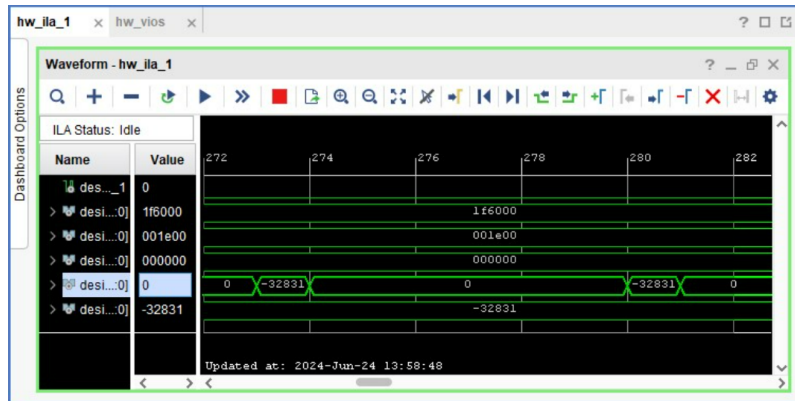 hw_ila_1 × hw_vios × ?
Dashboard Options
Waveform - hw_ila_1 ?
ILA Status: Idle
Name Value 272 274 276 278 280 282
des..._1 0
desi...:0] 1f6000 1f6000
desi...:0] 001e00 001e00
desi...:0] 000000 000000
desi...:0] 0 0 -32831 0 -32831 0
desi...:0] -32831 -32831
Updated at: 2024-Jun-24 13:58:48